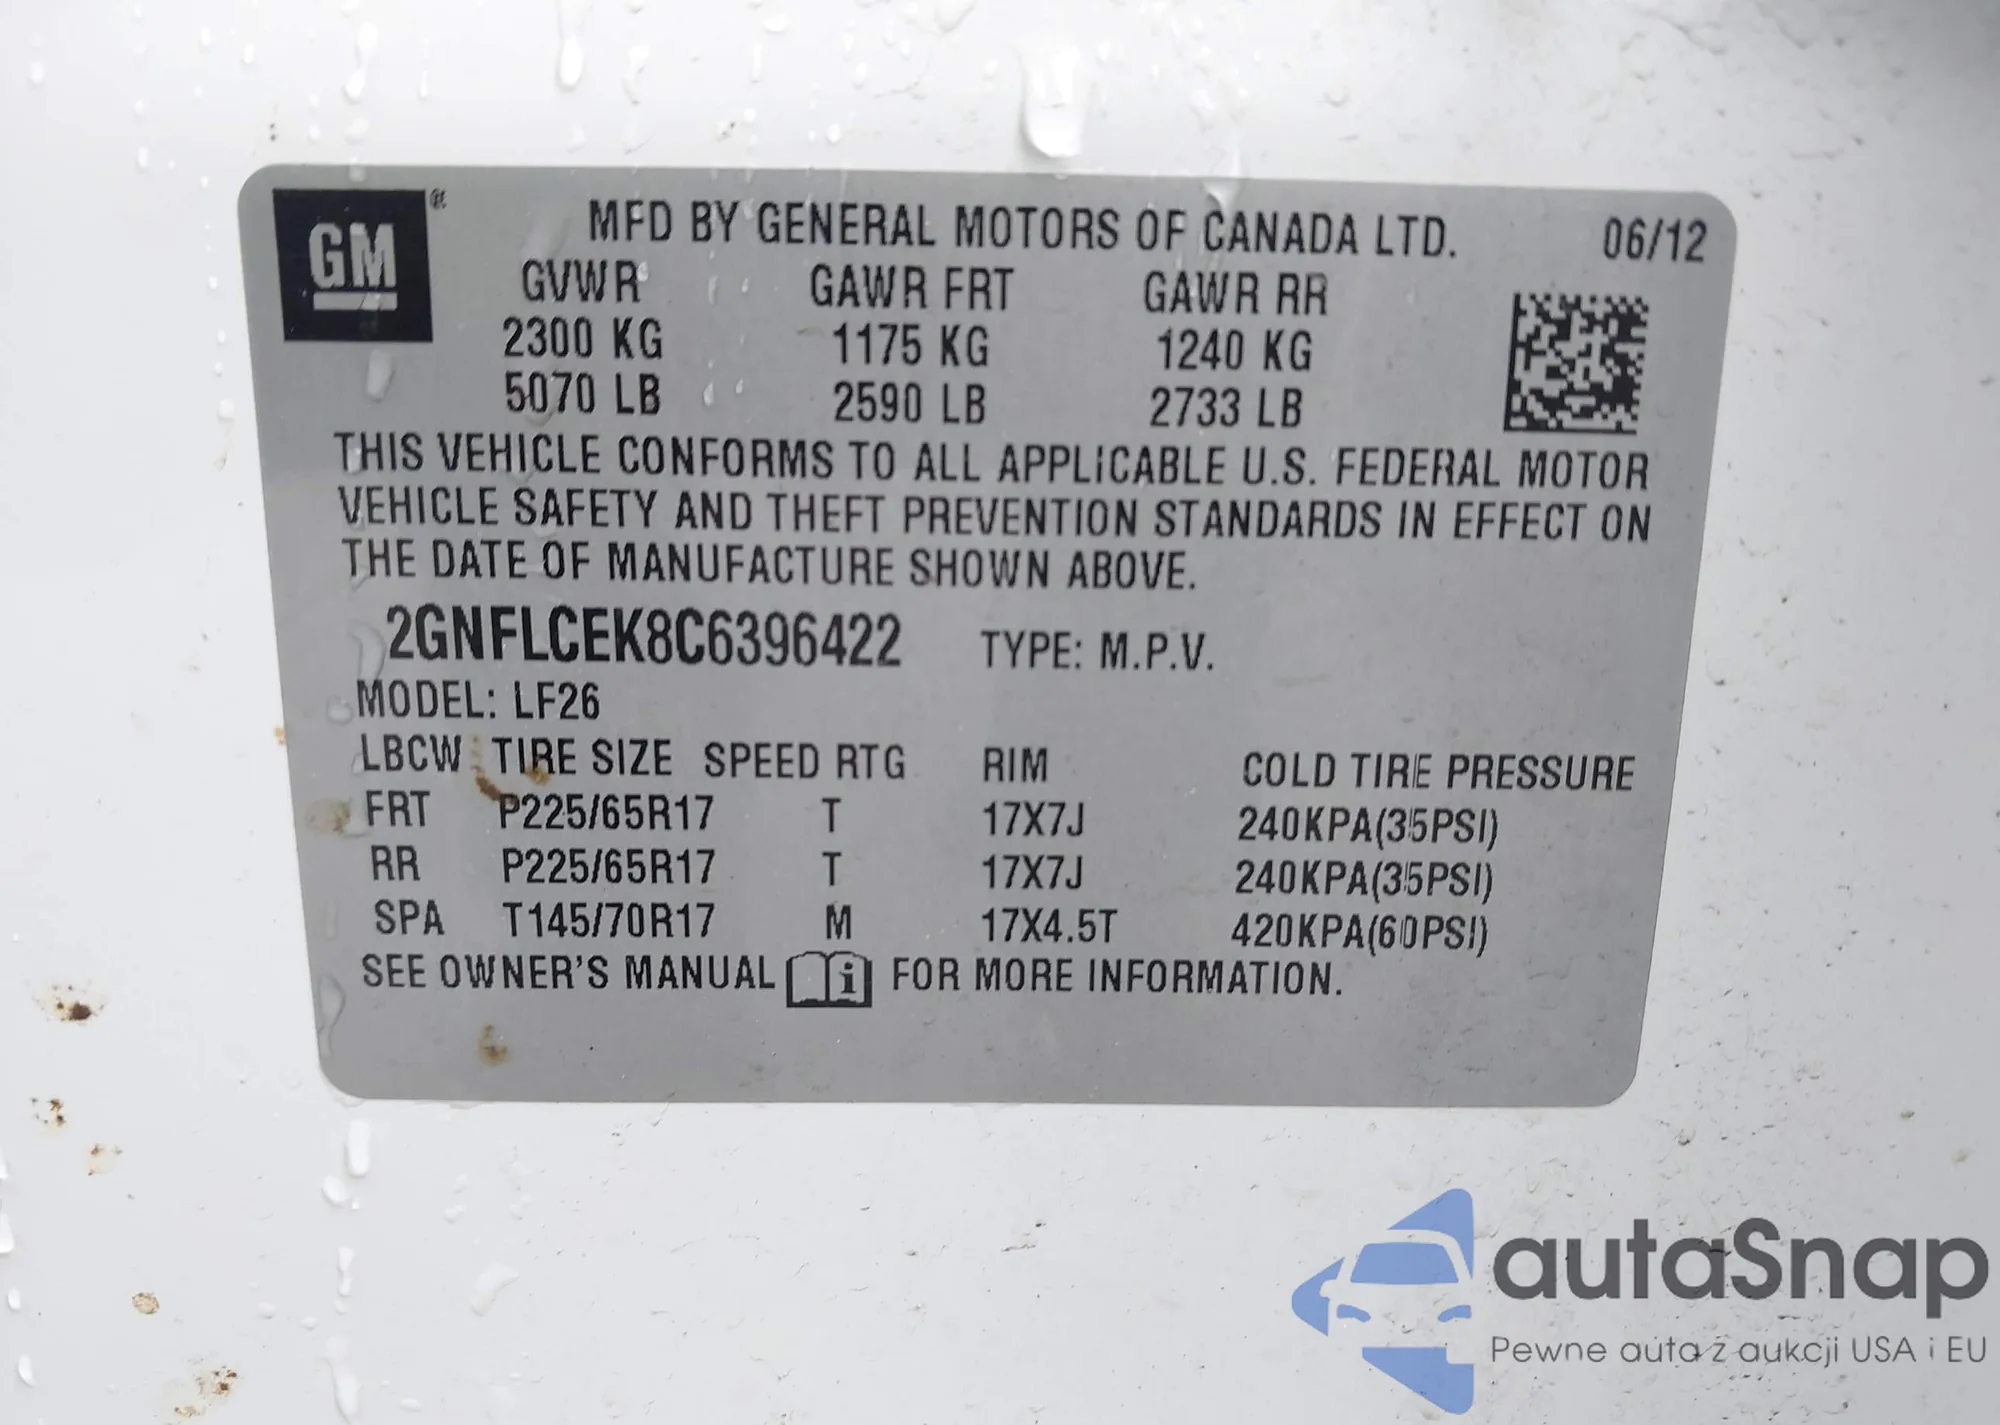 GM®
MFD BY GENERAL MOTORS OF CANADA LTD. 06/12
GVWR GAWR FRT GAWR RR
2300 KG 1175 KG 1240 KG
5070 LB 2590 LB 2733 LB
THIS VEHICLE CONFORMS TO ALL APPLICABLE U.S. FEDERAL MOTOR
VEHICLE SAFETY AND THEFT PREVENTION STANDARDS IN EFFECT ON
THE DATE OF MANUFACTURE SHOWN ABOVE.
2GNFLCEK8C6396422 TYPE: M.P.V.
MODEL: LF26
LBCW TIRE SIZE SPEED RTG RIM COLD TIRE PRESSURE
FRT P225/65R17 T 17X7J 240KPA(35PSI)
RR P225/65R17 T 17X7J 240KPA(35PSI)
SPA T145/70R17 M 17X4.5T 420KPA(60PSI)
SEE OWNER'S MANUAL i FOR MORE INFORMATION.
autaSnap
Pewne auta z aukcji USA i EU